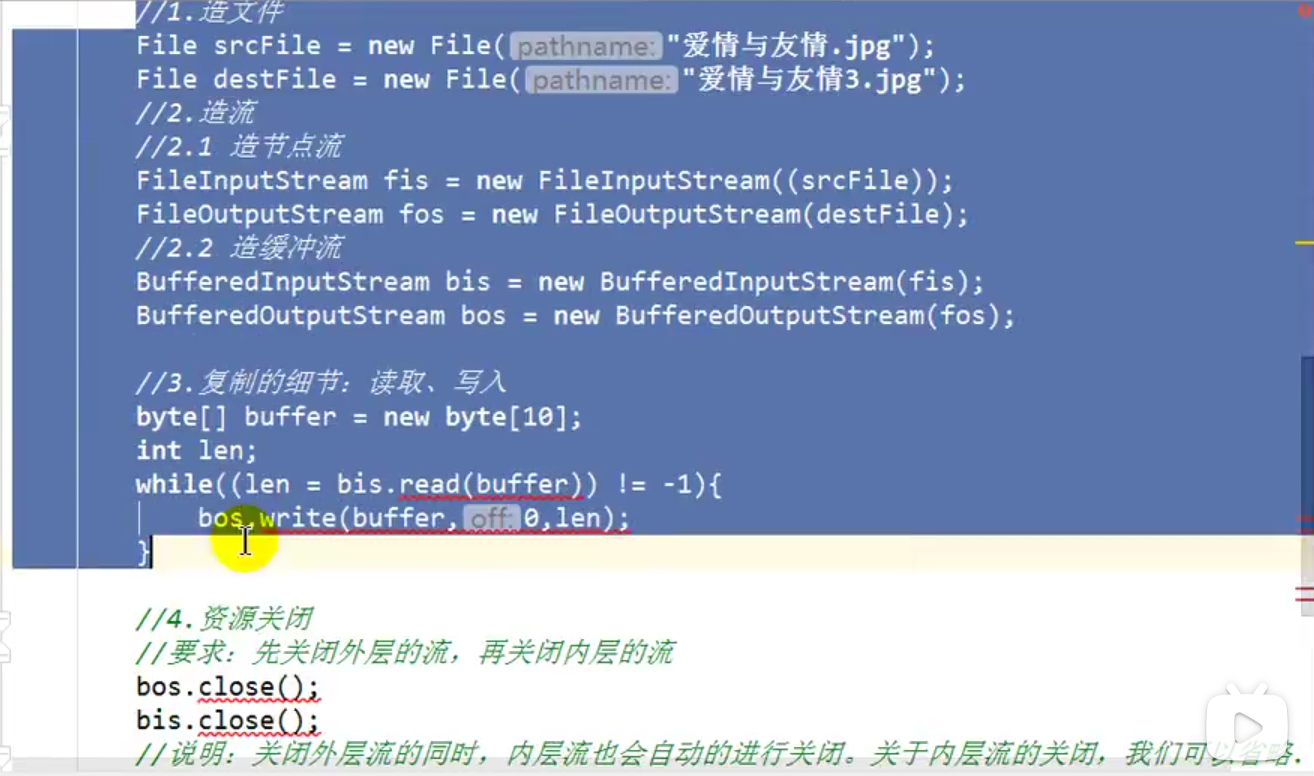 //1.造文件
File srcFile = new File( pathname: "爱情与友情.jpg");
File destFile = new File( pathname: "爱情与友情3.jpg");
//2.造流
//2.1 造节点流
FileInputStream fis = new FileInputStream((srcFile));
FileOutputStream fos = new FileOutputStream(destFile);
//2.2 造缓冲流
BufferedInputStream bis = new BufferedInputStream(fis);
BufferedOutputStream bos = new BufferedOutputStream(fos);
//3.复制的细节：读取、写入
byte[] buffer = new byte[10];
int len;
while((len = bis.read(buffer)) != -1){
bos.write(buffer, off: 0,len);
}
//4.资源关闭
//要求：先关闭外层的流，再关闭内层的流
bos.close();
bis.close();
//说明：关闭外层流的同时，内层流也会自动的进行关闭。关于内层流的关闭，我们可以省略.